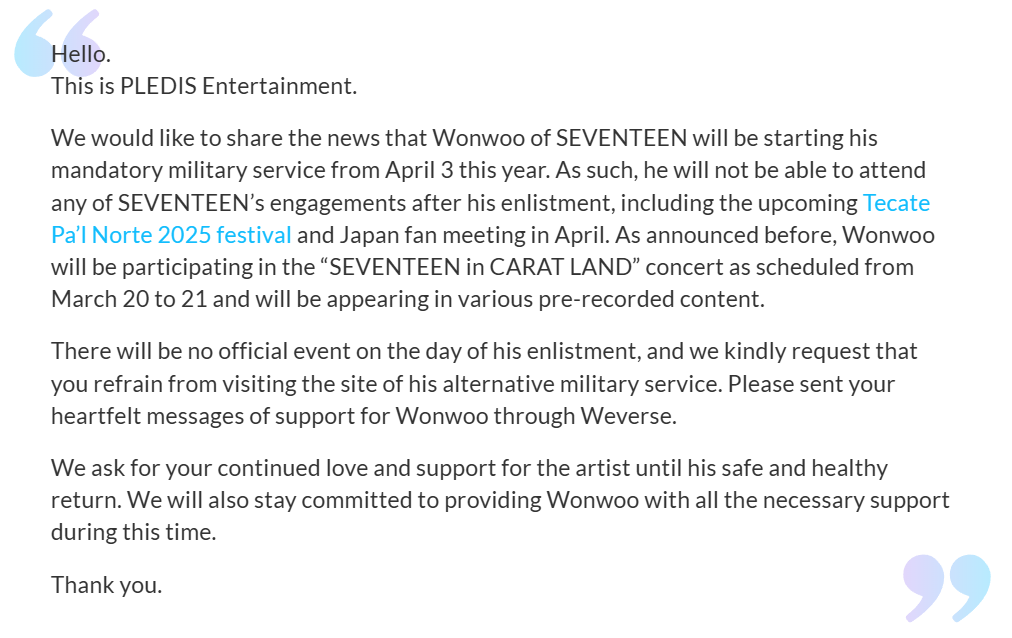 Hello.
This is PLEDIS Entertainment.
We would like to share the news that Wonwoo of SEVENTEEN will be starting his
mandatory military service from April 3 this year. As such, he will not be able to attend
any of SEVENTEEN’s engagements after his enlistment, including the upcoming Tecate
Pa’l Norte 2025 festival and Japan fan meeting in April. As announced before, Wonwoo
will be participating in the “SEVENTEEN in CARAT LAND” concert as scheduled from
March 20 to 21 and will be appearing in various pre-recorded content.
There will be no official event on the day of his enlistment, and we kindly request that
you refrain from visiting the site of his alternative military service. Please sent your
heartfelt messages of support for Wonwoo through Weverse.
We ask for your continued love and support for the artist until his safe and healthy
return. We will also stay committed to providing Wonwoo with all the necessary support
during this time.
Thank you.